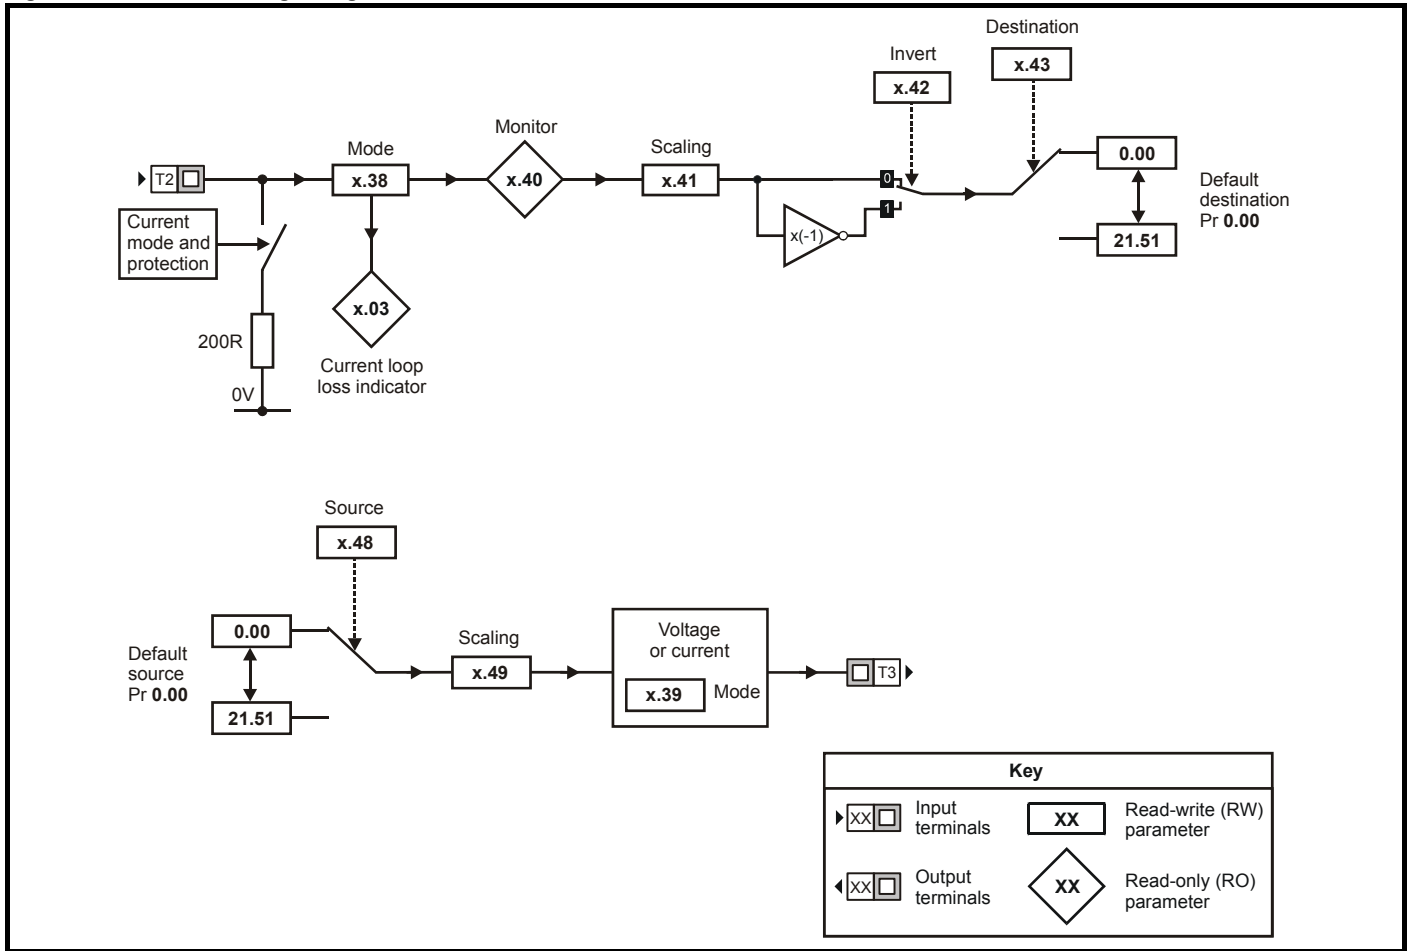 Destination
x.43
Invert
x.42
Monitor
x.40
Mode
x.38
Scaling
x.41
T2
0
1
x(-1)
0.00
21.51
Default
destination
Pr 0.00
Current
mode and
protection
200R
0V
x.03
Current loop
loss indicator
Source
x.48
Default
source
Pr 0.00
0.00
21.51
Scaling
x.49
Voltage
or current
x.39
Mode
T3
Key
XX
Input
terminals
XX
Read-write (RW)
parameter
XX
Output
terminals
XX
Read-only (RO)
parameter